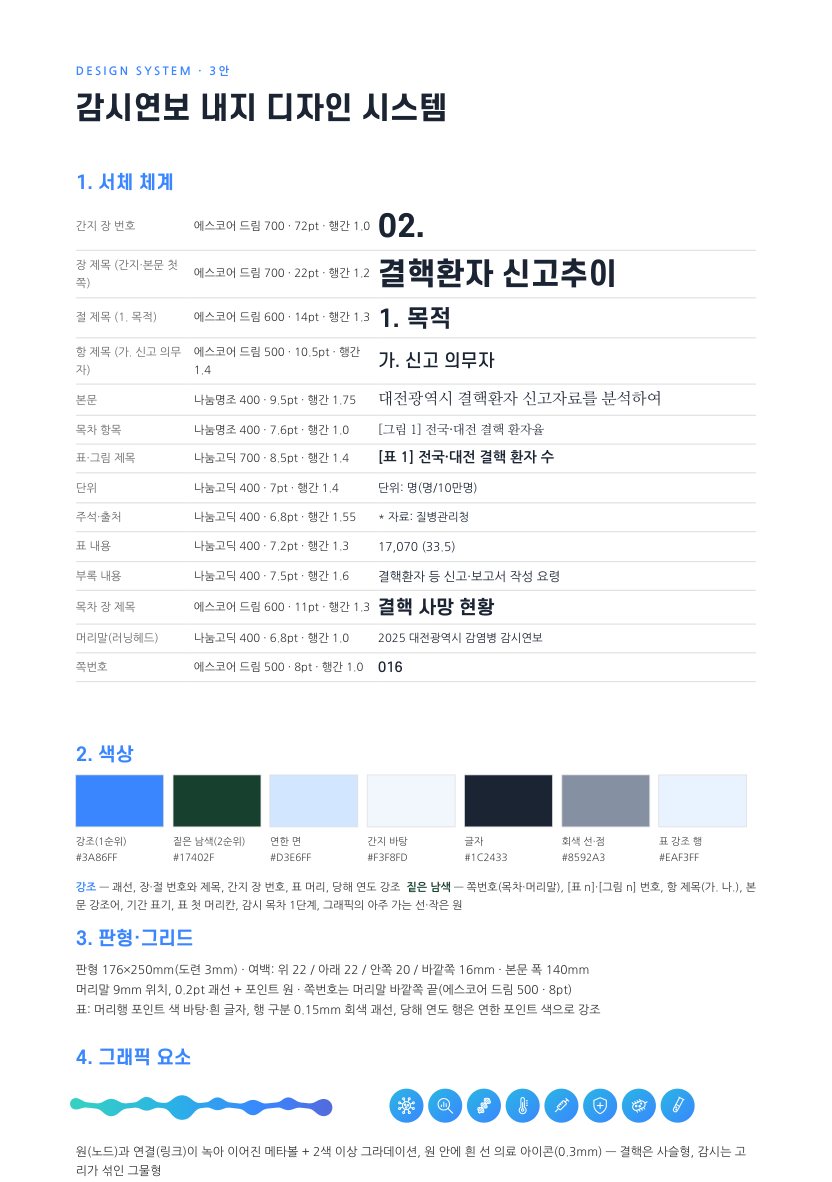 DESIGN SYSTEM · 3안
감시연보 내지 디자인 시스템
1. 서체 체계
간지 장 번호 에스코어 드림 700 · 72pt · 행간 1.0 02.
장 제목 (간지·본문 첫
쪽) 에스코어 드림 700 · 22pt · 행간 1.2 결핵환자 신고추이
절 제목 (1. 목적) 에스코어 드림 600 · 14pt · 행간 1.3 1. 목적
항 제목 (가. 신고 의무
자) 에스코어 드림 500 · 10.5pt · 행간
1.4 가. 신고 의무자
본문 나눔명조 400 · 9.5pt · 행간 1.75 대전광역시 결핵환자 신고자료를 분석하여
목차 항목 나눔명조 400 · 7.6pt · 행간 1.0 [그림 1] 전국·대전 결핵 환자율
표·그림 제목 나눔고딕 700 · 8.5pt · 행간 1.4 [표 1] 전국·대전 결핵 환자 수
단위 나눔고딕 400 · 7pt · 행간 1.4 단위: 명(명/10만명)
주석·출처 나눔고딕 400 · 6.8pt · 행간 1.55 * 자료: 질병관리청
표 내용 나눔고딕 400 · 7.2pt · 행간 1.3 17,070 (33.5)
부록 내용 나눔고딕 400 · 7.5pt · 행간 1.6 결핵환자 등 신고·보고서 작성 요령
목차 장 제목 에스코어 드림 600 · 11pt · 행간 1.3 결핵 사망 현황
머리말(러닝헤드) 나눔고딕 400 · 6.8pt · 행간 1.0 2025 대전광역시 감염병 감시연보
쪽번호 에스코어 드림 500 · 8pt · 행간 1.0 016
2. 색상
강조(1순위) 짙은 남색(2순위) 연한 면 간지 바탕 글자 회색 선·점 표 강조 행
#3A86FF #17402F #D3E6FF #F3F8FD #1C2433 #8592A3 #EAF3FF
강조 — 괘선, 장·절 번호와 제목, 간지 장 번호, 표 머리, 당해 연도 강조 짙은 남색 — 쪽번호(목차·머리말), [표 n]·[그림 n] 번호, 항 제목(가. 나.), 본
문 강조어, 기간 표기, 표 첫 머리칸, 감시 목차 1단계, 그래픽의 아주 가는 선·작은 원
3. 판형·그리드
판형 176×250mm(도련 3mm) · 여백: 위 22 / 아래 22 / 안쪽 20 / 바깥쪽 16mm · 본문 폭 140mm
머리말 9mm 위치, 0.2pt 괘선 + 포인트 원 · 쪽번호는 머리말 바깥쪽 끝(에스코어 드림 500 · 8pt)
표: 머리행 포인트 색 바탕·흰 글자, 행 구분 0.15mm 회색 괘선, 당해 연도 행은 연한 포인트 색으로 강조
4. 그래픽 요소
원(노드)과 연결(링크)이 녹아 이어진 메타볼 + 2색 이상 그라데이션, 원 안에 흰 선 의료 아이콘(0.3mm) — 결핵은 사슬형, 감시는 고
리가 섞인 그물형